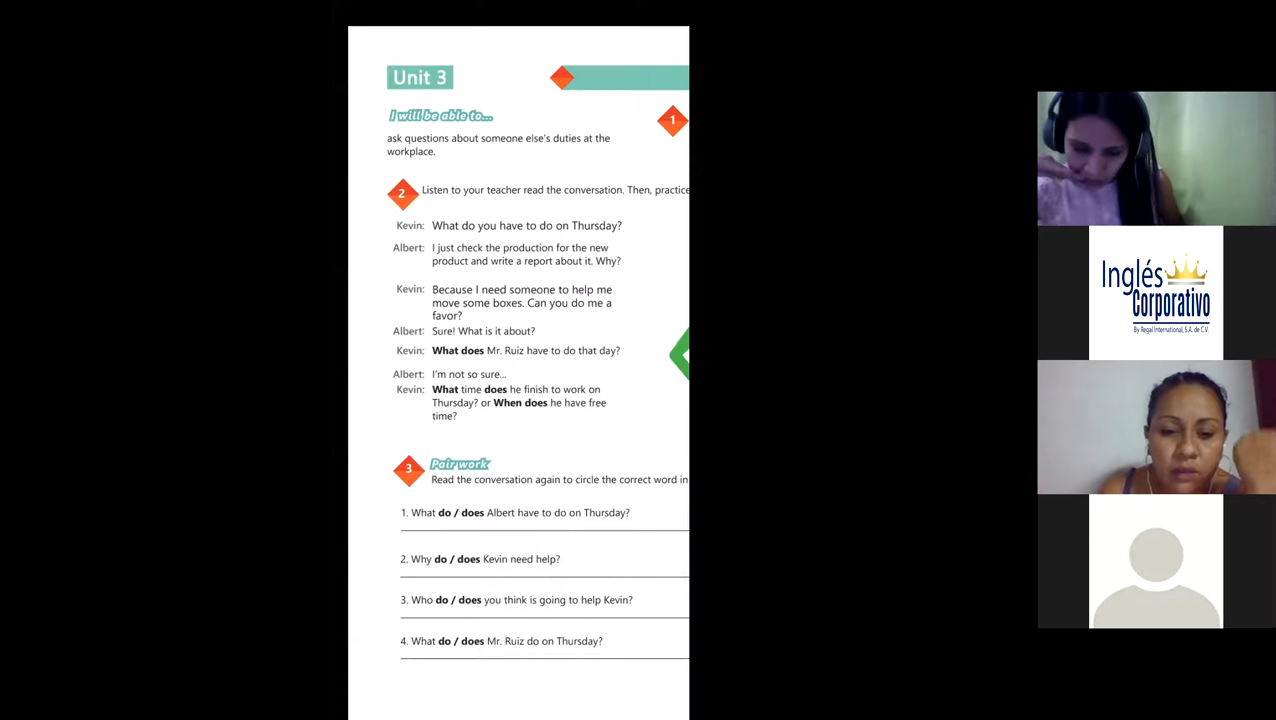 Unit 3
I will be able to...
1
ask questions about someone else's duties at the
workplace.
2
Listen to your teacher read the conversation. Then, practice
Kevin: What do you have to do on Thursday?
Albert: I just check the production for the new
product and write a report about it. Why?
Kevin: Because I need someone to help me
move some boxes. Can you do me a
favor?
Albert: Sure! What is it about?
Kevin: What does Mr. Ruiz have to do that day?
Albert: I'm not so sure...
Kevin: What time does he finish to work on
Thursday? or When does he have free
time?
3
Pair work
Read the conversation again to circle the correct word in
1. What do / does Albert have to do on Thursday?
2. Why do / does Kevin need help?
3. Who do / does you think is going to help Kevin?
4. What do / does Mr. Ruiz do on Thursday?
Inglés
Corporativo
By Regal International, S.A. de C.V.